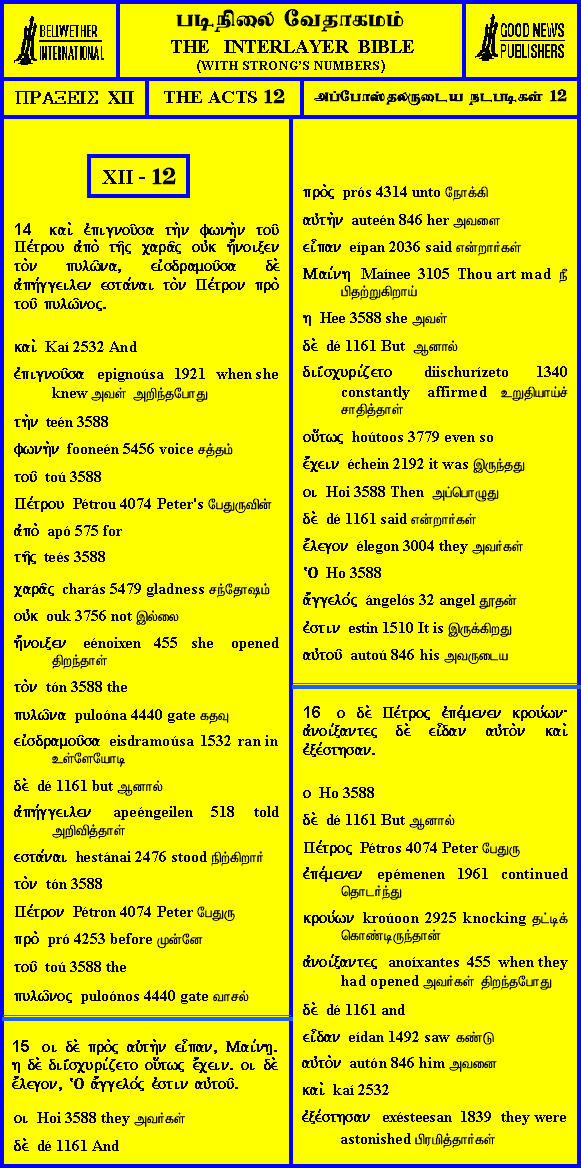 BELLWETHER
INTERNATIONAL
படிநிலை வேதாகமம்
THE INTERLAYER BIBLE
(WITH STRONG'S NUMBERS)
GOOD NEWS
PUBLISHERS
ΠΡΑΞΕΙΣ XII
THE ACTS 12
அப்போஸ்தலருடைய நடபடிகள் 12
XII - 12
14 καὶ ἐπιγνοῦσα τὴν φωνὴν τοῦ
Πέτρου ἀπὸ τῆς χαρᾶς οὐκ ἤνοιξεν
τὸν πυλῶνα, εἰσδραμοῦσα δὲ
ἀπήγγειλεν εστάναι τὸν Πέτρον πρὸ
τοῦ πυλῶνος.
καὶ Kaí 2532 And
ἐπιγνοῦσα epignoúsa 1921 when she
knew அவள் அறிந்தபோது
τὴν teén 3588
φωνὴν fooneén 5456 voice சத்தம்
τοῦ toú 3588
Πέτρου Pétrou 4074 Peter's பேதுருவின்
ἀπὸ apó 575 for
τῆς teés 3588
χαρᾶς charás 5479 gladness சந்தோஷம்
οὐκ ouk 3756 not இல்லை
ἤνοιξεν eénoixen 455 she opened
திறந்தாள்
τὸν tón 3588 the
πυλῶνα puloóna 4440 gate கதவு
εἰσδραμοῦσα eisdramoúsa 1532 ran in
உள்ளேயோடி
δὲ dé 1161 but ஆனால்
ἀπήγγειλεν apeéngeilen 518 told
அறிவித்தாள்
εστάναι hestánai 2476 stood நிற்கிறார்
τὸν tón 3588
Πέτρον Pétron 4074 Peter பேதுரு
πρὸ pró 4253 before முன்னே
τοῦ toú 3588 the
πυλῶνος puloónos 4440 gate வாசல்
15 οι δὲ πρὸς αὐτὴν εἶπαν, Μαίνῃ.
η δὲ διΐσχυρίζετο οὕτως ἔχειν. οι δὲ
ἔλεγον, Ὁ ἄγγελός ἐστιν αὐτοῦ.
οι Hoi 3588 they அவர்கள்
δὲ dé 1161 And
πρὸς prós 4314 unto நோக்கி
αὐτὴν auteén 846 her அவளை
εἶπαν eípan 2036 said என்றார்கள்
Μαίνῃ Maínee 3105 Thou art mad நீ
பிதற்றுகிறாய்
η Hee 3588 she அவள்
δὲ dé 1161 But ஆனால்
διΐσχυρίζετο diischurízeto 1340
constantly affirmed உறுதியாய்ச்
சாதித்தாள்
οὕτως hoútoos 3779 even so
ἔχειν échein 2192 it was இருந்தது
οι Hoi 3588 Then அப்பொழுது
δὲ dé 1161 said என்றார்கள்
ἔλεγον élegon 3004 they அவர்கள்
Ὁ Ho 3588
ἄγγελός ángelós 32 angel தூதன்
ἐστιν estin 1510 It is இருக்கிறது
αὐτοῦ autoú 846 his அவருடைய
16 ο δὲ Πέτρος ἐπέμενεν κρούων·
ἀνοίξαντες δὲ εἶδαν αὐτὸν καὶ
ἐξέστησαν.
ο Ho 3588
δὲ dé 1161 But ஆனால்
Πέτρος Pétros 4074 Peter பேதுரு
ἐπέμενεν epémenen 1961 continued
தொடர்ந்து
κρούων kroúoon 2925 knocking தட்டிக்
கொண்டிருந்தான்
ἀνοίξαντες anoíxantes 455 when they
had opened அவர்கள் திறந்தபோது
δὲ dé 1161 and
εἶδαν eídan 1492 saw கண்டு
αὐτὸν autón 846 him அவனை
καὶ kaí 2532
ἐξέστησαν exésteesan 1839 they were
astonished பிரமித்தார்கள்